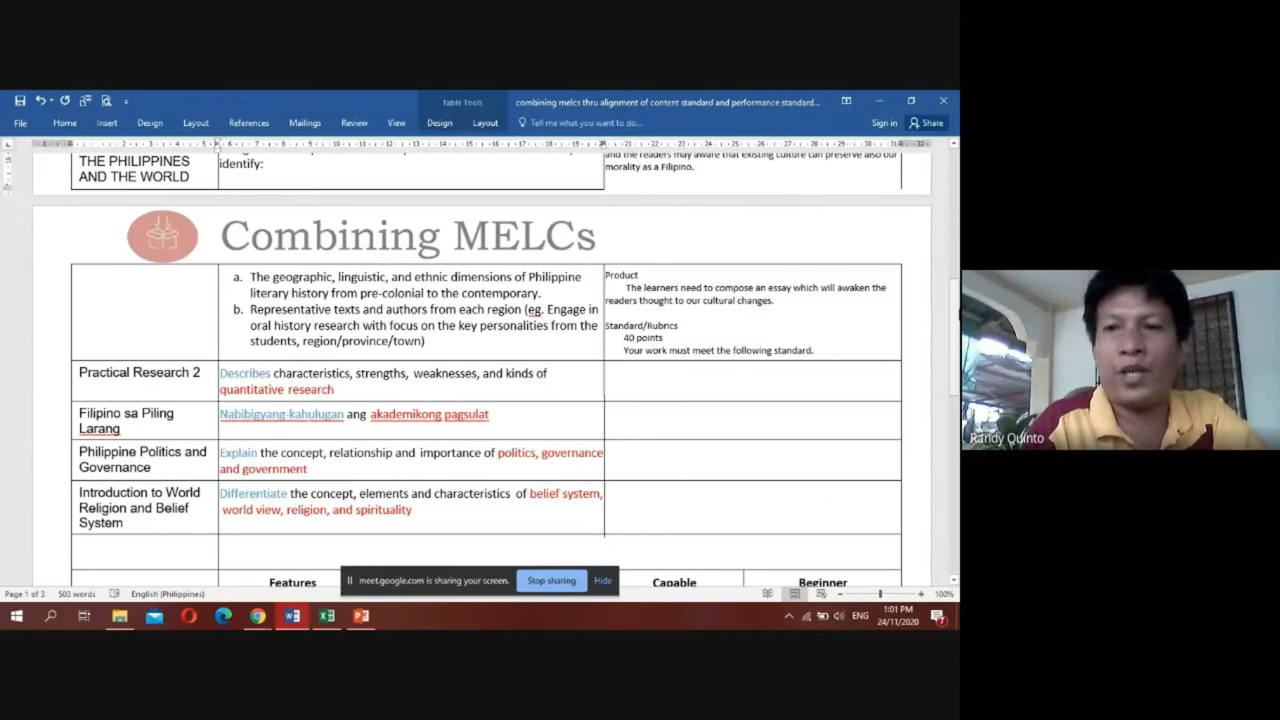 Table Tools
combining melcs thru alignment of content standard and performance standard...
File
Home
Insert
Design
Layout
References
Mailings
Review
View
Design
Layout
Tell me what you want to do...
Sign in
Share
THE PHILIPPINES
AND THE WORLD
identify:
and the readers may aware that existing culture can preserve also our
morality as a Filipino.
Combining MELCs
a. The geographic, linguistic, and ethnic dimensions of Philippine
literary history from pre-colonial to the contemporary.
b. Representative texts and authors from each region (eg. Engage in
oral history research with focus on the key personalities from the
students, region/province/town)
Product
The learners need to compose an essay which will awaken the
readers thought to our cultural changes.
Standard/Rubrics
40 points
Your work must meet the following standard.
Practical Research 2
Describes characteristics, strengths, weaknesses, and kinds of
quantitative research
Filipino sa Piling
Larang
Nabibigyang-kahulugan ang akademikong pagsulat
Philippine Politics and
Governance
Explain the concept, relationship and importance of politics, governance
and government
Introduction to World
Religion and Belief
System
Differentiate the concept, elements and characteristics of belief system,
world view, religion, and spirituality
Features
Capable
Beginner
meet.google.com is sharing your screen.
Stop sharing
Hide
Page 1 of 3
503 words
English (Philippines)
100%
ENG
1:01 PM
24/11/2020
7
Randy Quinto